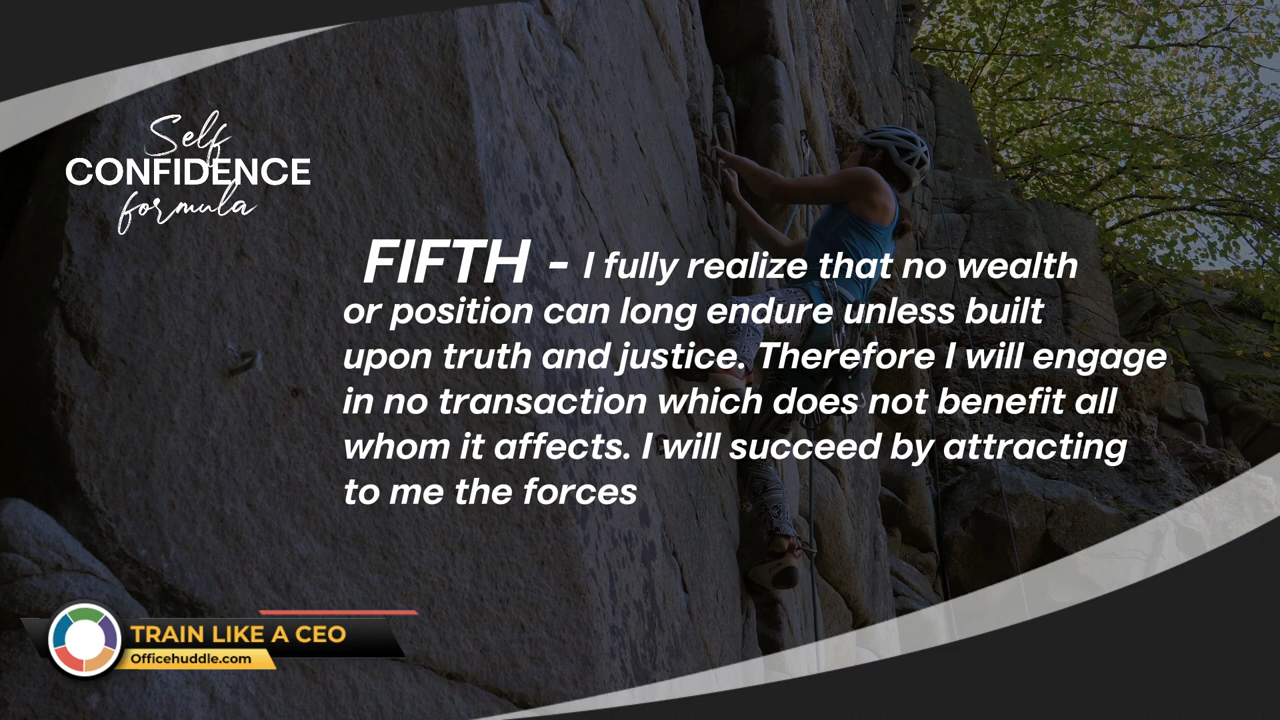 Self
CONFIDENCE
formula
FIFTH - I fully realize that no wealth
or position can long endure unless built
upon truth and justice. Therefore I will engage
in no transaction which does not benefit all
whom it affects. I will succeed by attracting
to me the forces
TRAIN LIKE A CEO
Officehuddle.com